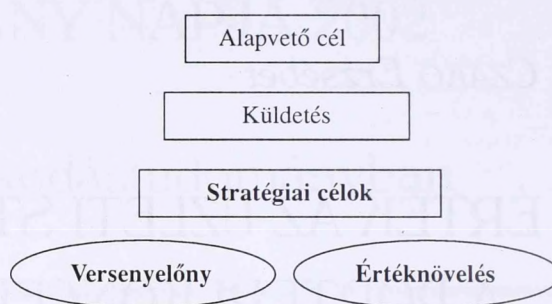 Alapvető cél
Küldetés
Stratégiai célok
Versenyelőny
Értéknövelés